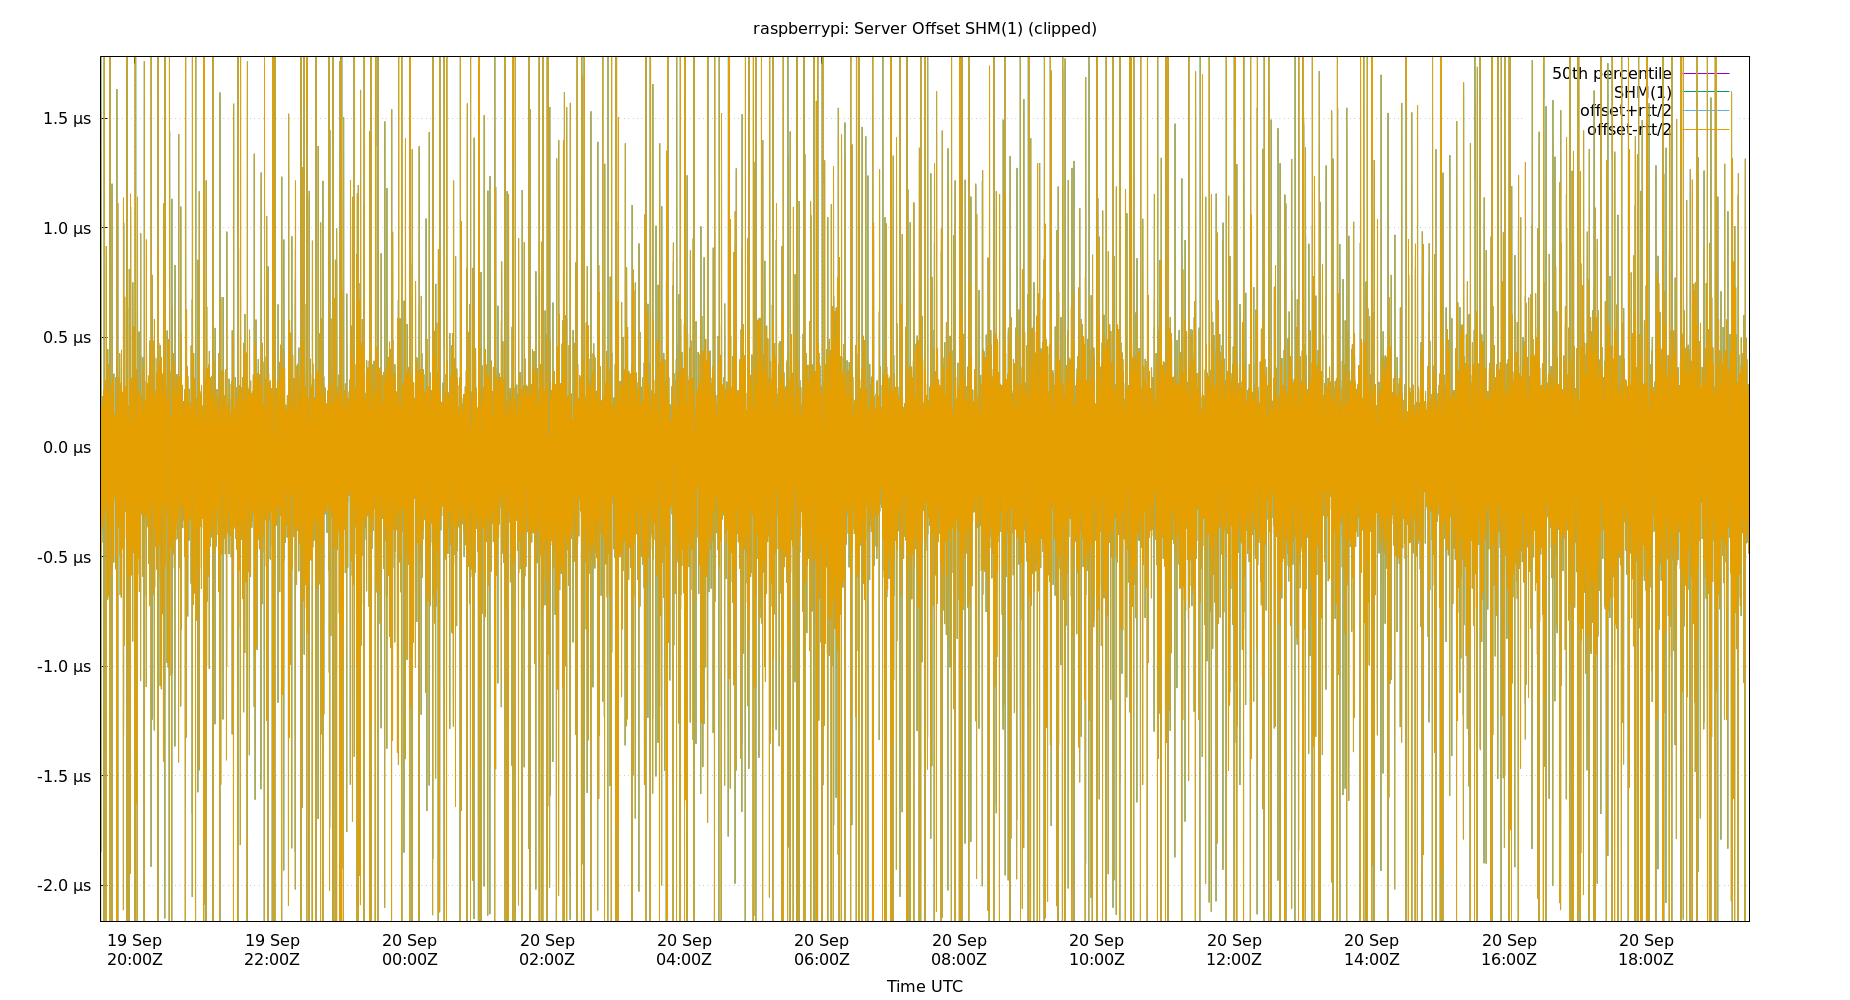 raspberrypi: Server Offset SHM(1) (clipped)
50th percentile
SHM(1)
offset+rtt/2
offset-rtt/2
1.5 µs
1.0 µs
0.5 µs
0.0 µs
-0.5 µs
-1.0 µs
-1.5 µs
-2.0 µs
19 Sep 19 Sep 20 Sep 20 Sep 20 Sep 20 Sep 20 Sep 20 Sep 20 Sep 20 Sep 20 Sep 20 Sep
20:00Z 22:00Z 00:00Z 02:00Z 04:00Z 06:00Z 08:00Z 10:00Z 12:00Z 14:00Z 16:00Z 18:00Z
Time UTC